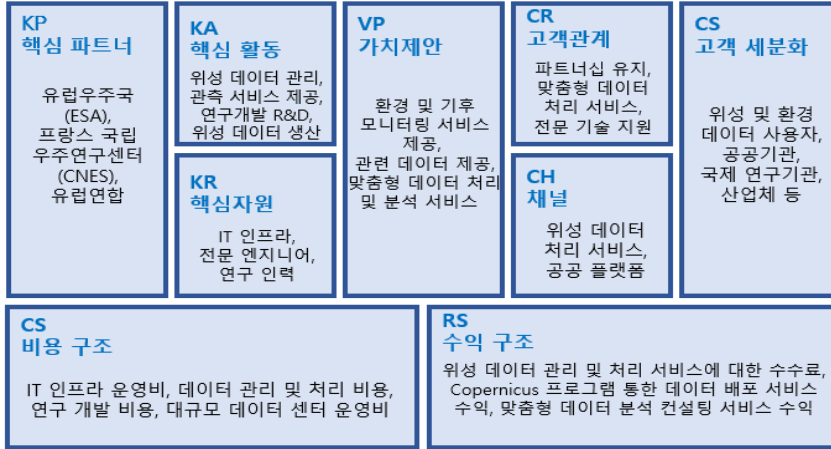 KP
핵심 파트너
유럽우주국
(ESA),
프랑스 국립
우주연구센터
(CNES),
유럽연합
KA
핵심 활동
위성 데이터 관리,
관측 서비스 제공,
연구개발 R&D,
위성 데이터 생산
KR
핵심자원
IT 인프라,
전문 엔지니어,
연구 인력
VP
가치제안
환경 및 기후
모니터링 서비스
제공,
관련 데이터 제공,
맞춤형 데이터 처리
및 분석 서비스
CR
고객관계
파트너십 유지,
맞춤형 데이터
처리 서비스,
전문 기술 지원
CH
채널
위성 데이터
처리 서비스,
공공 플랫폼
CS
고객 세분화
위성 및 환경
데이터 사용자,
공공기관,
국제 연구기관,
산업체 등
CS
비용 구조
IT 인프라 운영비, 데이터 관리 및 처리 비용,
연구 개발 비용, 대규모 데이터 센터 운영비
RS
수익 구조
위성 데이터 관리 및 처리 서비스에 대한 수수료,
Copernicus 프로그램 통한 데이터 배포 서비스
수익, 맞춤형 데이터 분석 컨설팅 서비스 수익